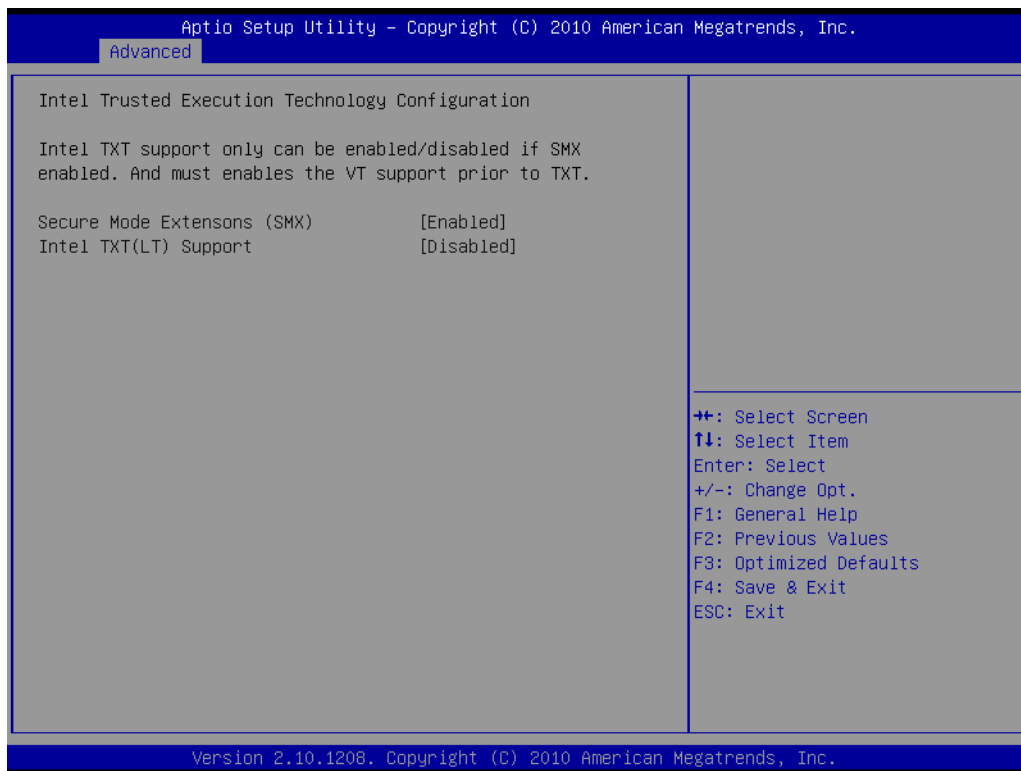 Aptio Setup Utility – Copyright (C) 2010 American Megatrends, Inc.
Advanced
Intel Trusted Execution Technology Configuration
Intel TXT support only can be enabled/disabled if SMX
enabled. And must enables the VT support prior to TXT.
Secure Mode Extensons (SMX) [Enabled]
Intel TXT(LT) Support [Disabled]
→←: Select Screen
↑↓: Select Item
Enter: Select
+/-: Change Opt.
F1: General Help
F2: Previous Values
F3: Optimized Defaults
F4: Save & Exit
ESC: Exit
Version 2.10.1208. Copyright (C) 2010 American Megatrends, Inc.